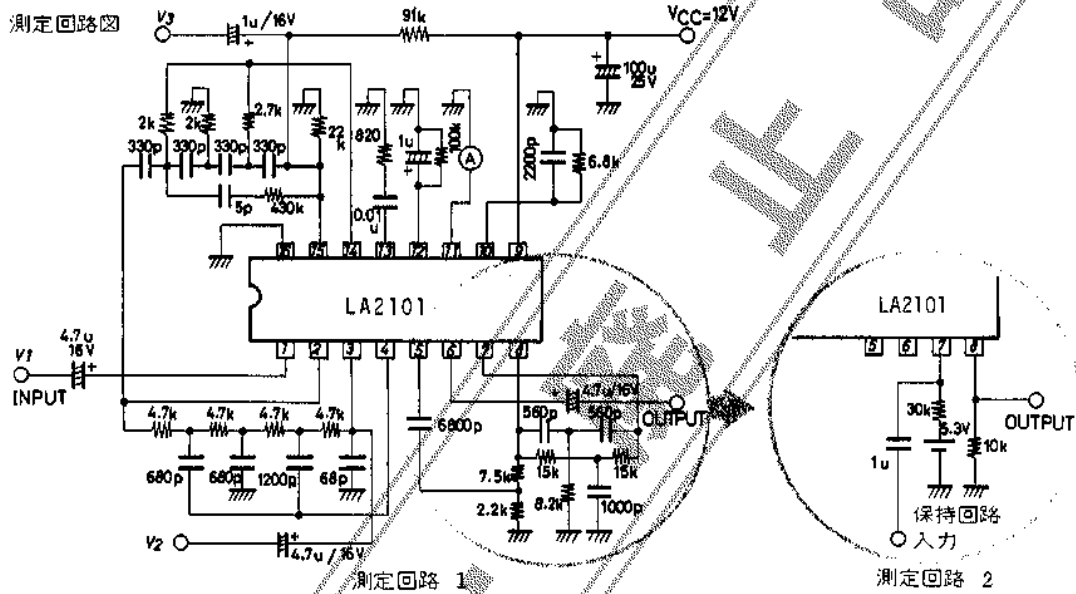 測定回路図
V3
1u/16V
+
91k
VCC=12V
+
100u
25V
2k
2k
2.7k
22k
820
1u
+
100k
A
2200p
6.8k
330p
330p
330p
330p
5p
430k
0.01u
16
15
14
13
12
11
10
9
LA2101
1
2
3
4
5
6
7
8
V1
4.7u
16V
+
INPUT
4.7k
4.7k
4.7k
4.7k
680p
680p
1200p
68p
V2
+
4.7u/16V
6800p
+
4.7u/16V
OUTPUT
560p
560p
15k
15k
7.5k
2.2k
8.2k
1000p
測定回路 1
LA2101
5
6
7
8
30k
5.3V
1u
10k
OUTPUT
保持回路
入力
測定回路 2